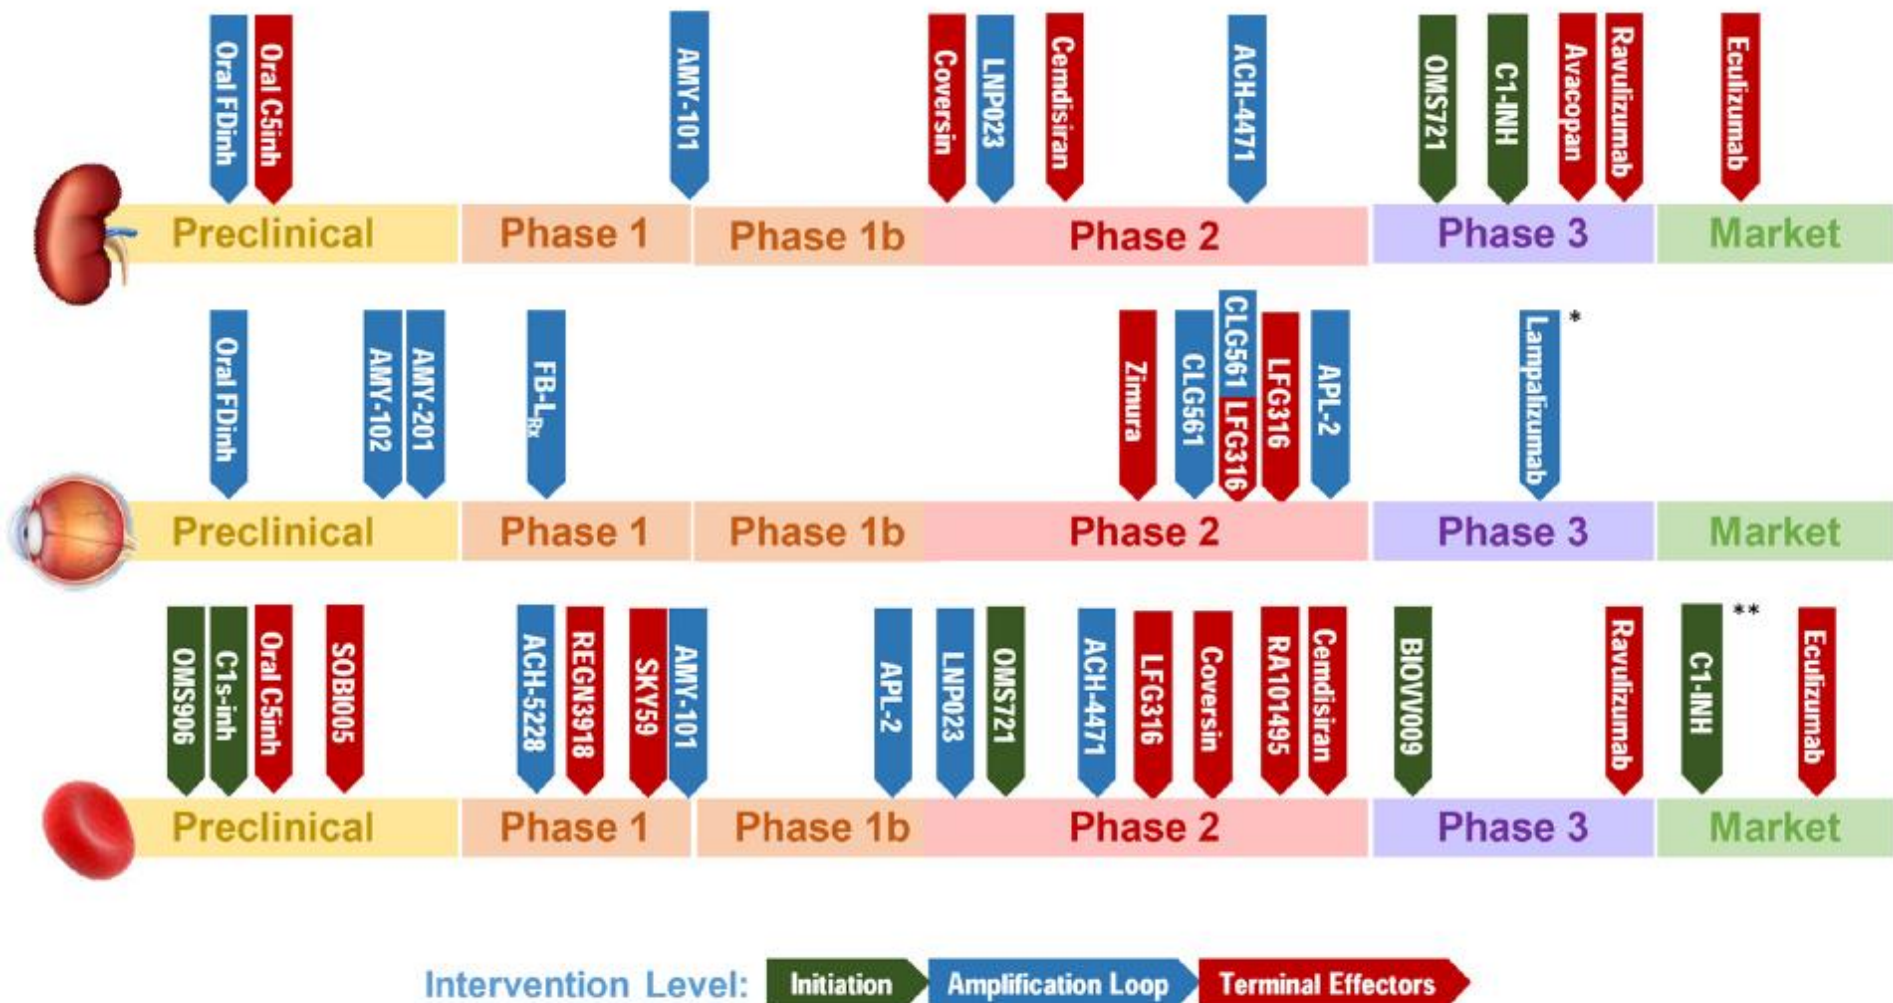 Oral FDinh
Oral C5inh
AMY-101
Coversin
LNP023
Cemdisiran
ACH-4471
OMS721
C1-INH
Avacopan
Ravulizumab
Eculizumab
Preclinical
Phase 1
Phase 1b
Phase 2
Phase 3
Market
Oral FDinh
AMY-102
AMY-201
FB-LRx
Zimura
CLG561
CLG561 LFG316
LFG316
APL-2
Lampalizumab
*
Preclinical
Phase 1
Phase 1b
Phase 2
Phase 3
Market
OMS906
C1s-inh
Oral C5inh
SOBI005
ACH-5228
REGN3918
SKY59
AMY-101
APL-2
LNP023
OMS721
ACH-4471
LFG316
Coversin
RA101495
Cemdisiran
BIOVV009
Ravulizumab
C1-INH
**
Eculizumab
Preclinical
Phase 1
Phase 1b
Phase 2
Phase 3
Market
Intervention Level: Initiation Amplification Loop Terminal Effectors